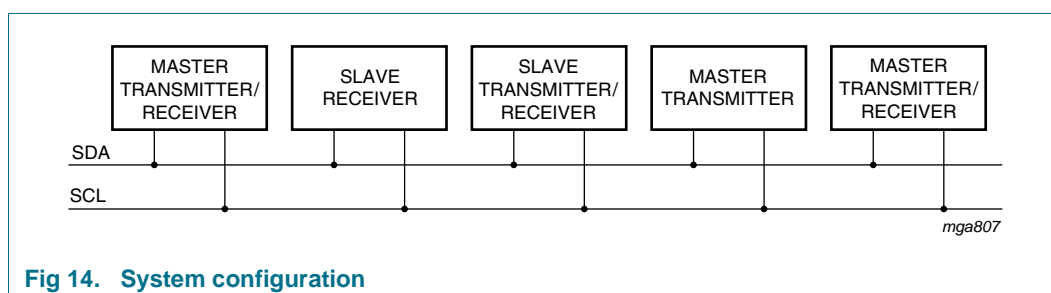 MASTER
TRANSMITTER/
RECEIVER
SLAVE
RECEIVER
SLAVE
TRANSMITTER/
RECEIVER
MASTER
TRANSMITTER
MASTER
TRANSMITTER/
RECEIVER
SDA
SCL
mga807
Fig 14. System configuration